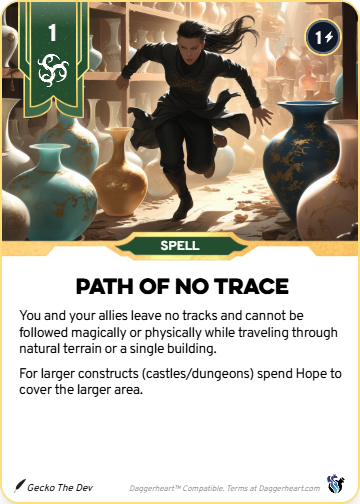 1
1
SPELL
PATH OF NO TRACE
You and your allies leave no tracks and cannot be
followed magically or physically while traveling through
natural terrain or a single building.
For larger constructs (castles/dungeons) spend Hope to
cover the larger area.
Gecko The Dev
Daggerheart™ Compatible. Terms at Daggerheart.com